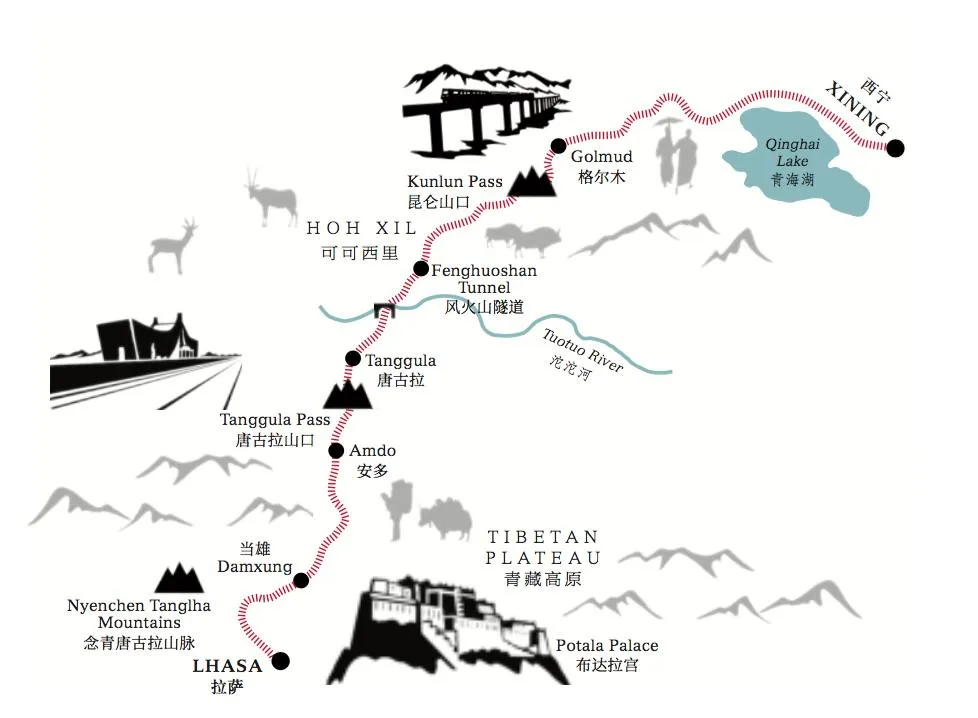 西宁
XINING
Qinghai
Lake
青海湖
Golmud
格尔木
Kunlun Pass
昆仑山口
HOH XIL
可可西里
Fenghuoshan
Tunnel
风火山隧道
Tuotuo River
沱沱河
Tanggula
唐古拉
Tanggula Pass
唐古拉山口
Amdo
安多
TIBETAN
PLATEAU
青藏高原
当雄
Damxung
Nyenchen Tanglha
Mountains
念青唐古拉山脉
Potala Palace
布达拉宫
LHASA
拉萨